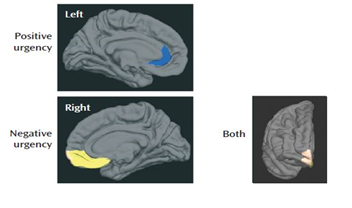 Left
Positive
urgency
Right
Negative
urgency
Both